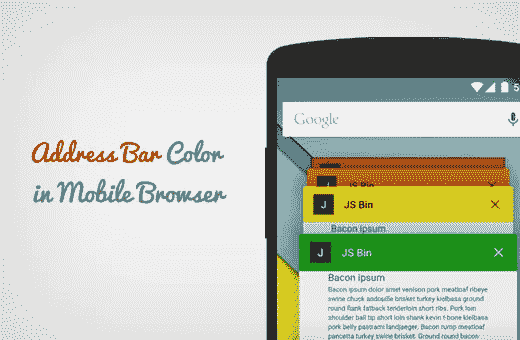 Address Bar Color
in Mobile Browser
5
Google
JS Bin
J JS Bin
Bacon ipsum
J JS Bin
Bacon ipsum
Bacon ipsum dolor amet venison pork meatloaf ribeye
swine chuck andouille brisket turkey kielbasa ground
round flank fatback tenderloin short ribs. Pork loin
shoulder ball tip short loin shank kevin t-bone kielbasa
pork belly pastrami landjaeger. Bacon rump meatloaf
pancetta turkey swine brisket. Ground round bacon